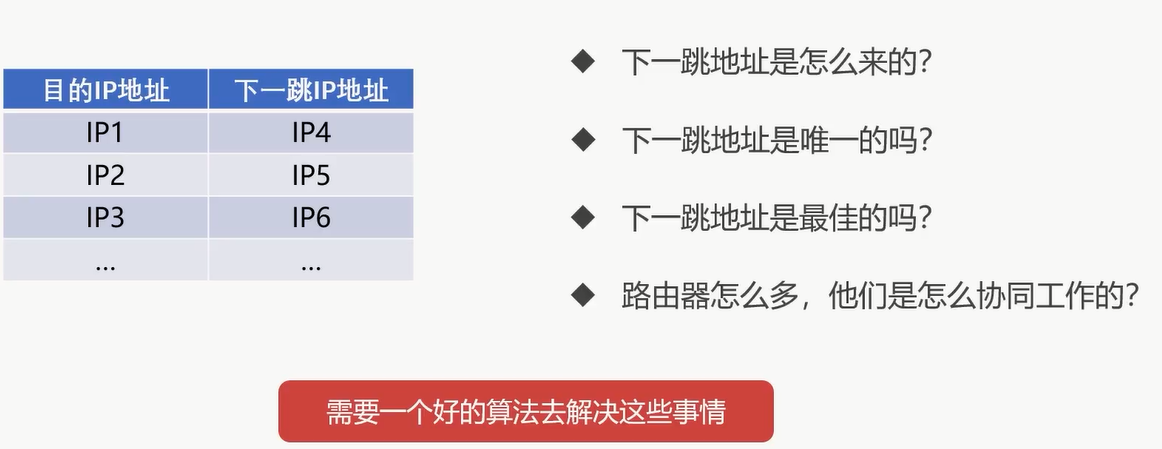 目的IP地址 下一跳IP地址
IP1 IP4
IP2 IP5
IP3 IP6
... ...
◆ 下一跳地址是怎么来的?
◆ 下一跳地址是唯一的吗?
◆ 下一跳地址是最佳的吗?
◆ 路由器怎么多，他们是怎么协同工作的?
需要一个好的算法去解决这些事情